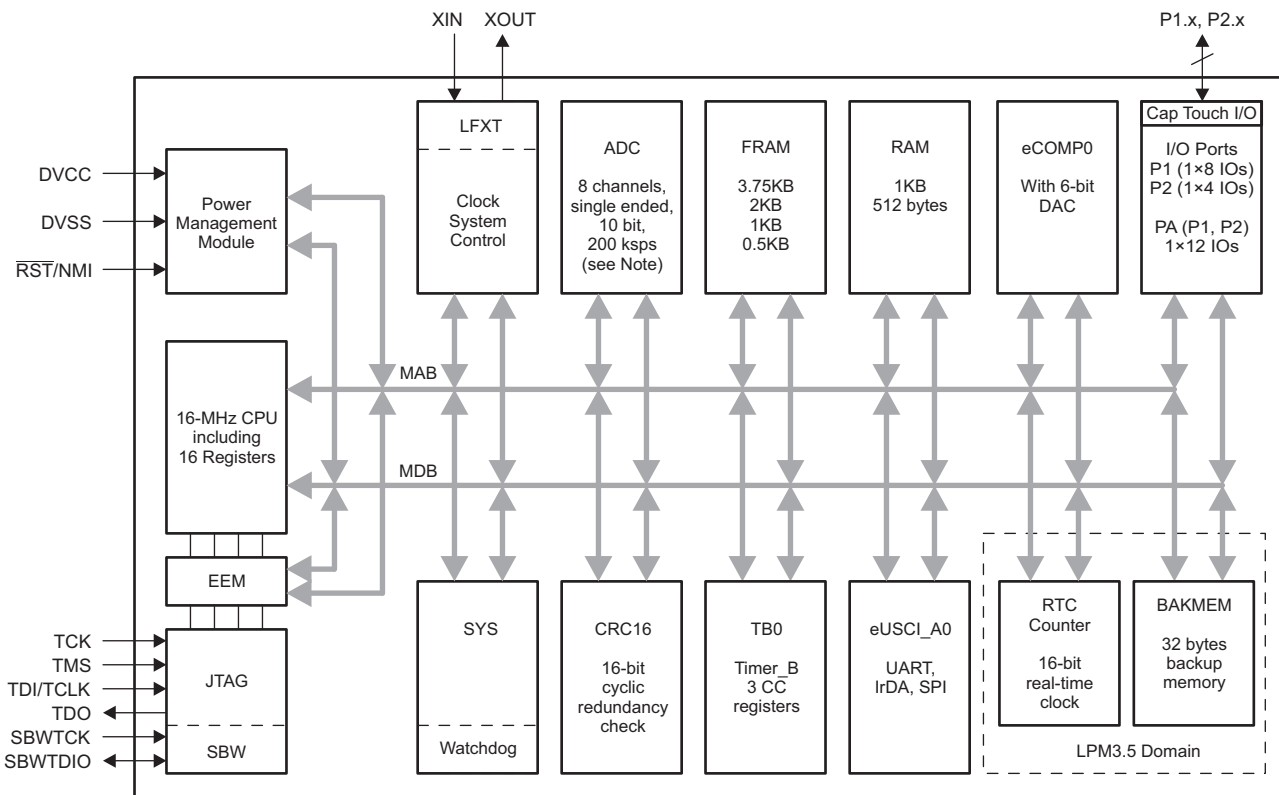 XIN
XOUT
P1.x, P2.x
DVCC
DVSS
RST/NMI
Power
Management
Module
LFXT
Clock
System
Control
ADC
8 channels,
single ended,
10 bit,
200 ksps
(see Note)
FRAM
3.75KB
2KB
1KB
0.5KB
RAM
1KB
512 bytes
eCOMP0
With 6-bit
DAC
Cap Touch I/O
I/O Ports
P1 (1×8 IOs)
P2 (1×4 IOs)
PA (P1, P2)
1×12 IOs
MAB
16-MHz CPU
including
16 Registers
MDB
EEM
TCK
TMS
TDI/TCLK
TDO
SBWTCK
SBWTDIO
JTAG
SBW
SYS
Watchdog
CRC16
16-bit
cyclic
redundancy
check
TB0
Timer_B
3 CC
registers
eUSCI_A0
UART,
IrDA, SPI
RTC
Counter
16-bit
real-time
clock
BAKMEM
32 bytes
backup
memory
LPM3.5 Domain